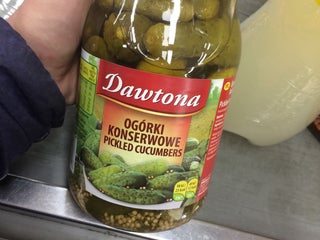 Dawtona
OGÓRKI
KONSERWOWE
PICKLED CUCUMBERS